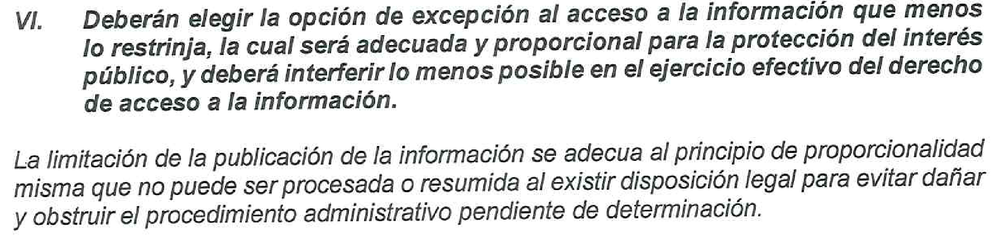 VI. Deberán elegir la opción de excepción al acceso a la información que menos
lo restrinja, la cual será adecuada y proporcional para la protección del interés
público, y deberá interferir lo menos posible en el ejercicio efectivo del derecho
de acceso a la información.
La limitación de la publicación de la información se adecua al principio de proporcionalidad
misma que no puede ser procesada o resumida al existir disposición legal para evitar dañar
y obstruir el procedimiento administrativo pendiente de determinación.